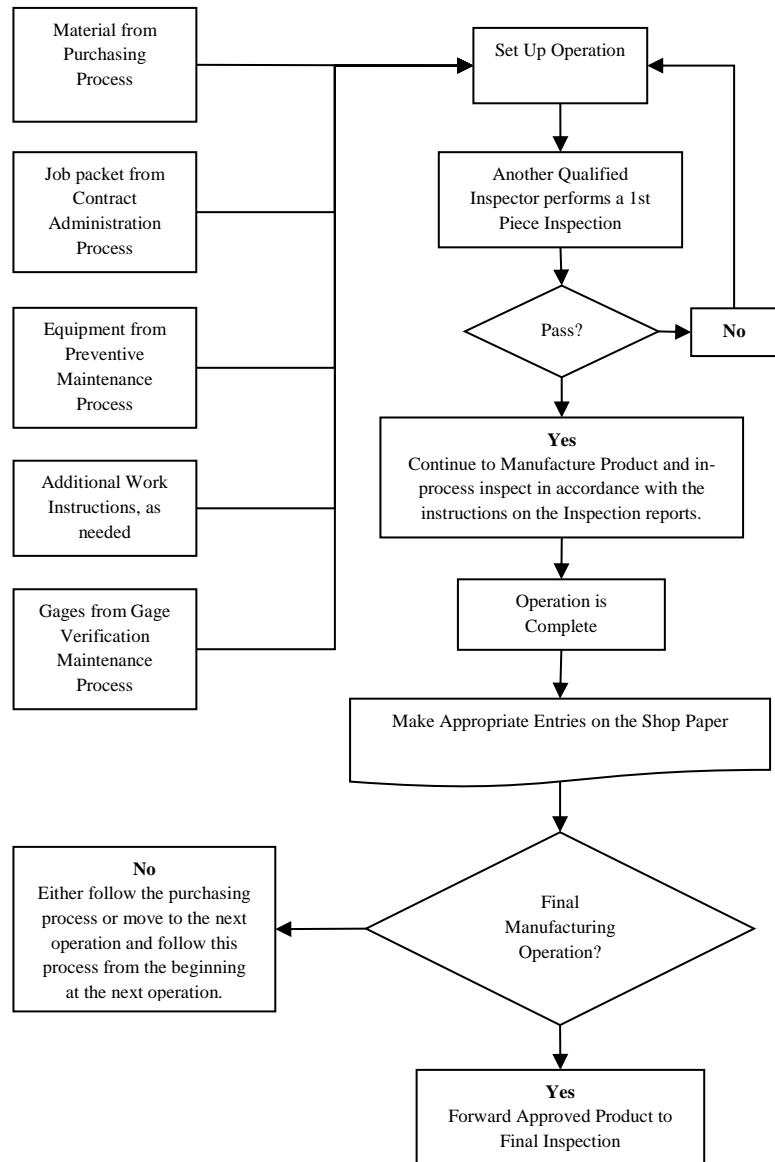 Material from
Purchasing
Process
Set Up Operation
Job packet from
Contract
Administration
Process
Another Qualified
Inspector performs a 1st
Piece Inspection
Equipment from
Preventive
Maintenance
Process
Pass?
No
Yes
Continue to Manufacture Product and in-
process inspect in accordance with the
instructions on the Inspection reports.
Additional Work
Instructions, as
needed
Gages from Gage
Verification
Maintenance
Process
Operation is
Complete
Make Appropriate Entries on the Shop Paper
No
Either follow the purchasing
process or move to the next
operation and follow this
process from the beginning
at the next operation.
Final
Manufacturing
Operation?
Yes
Forward Approved Product to
Final Inspection